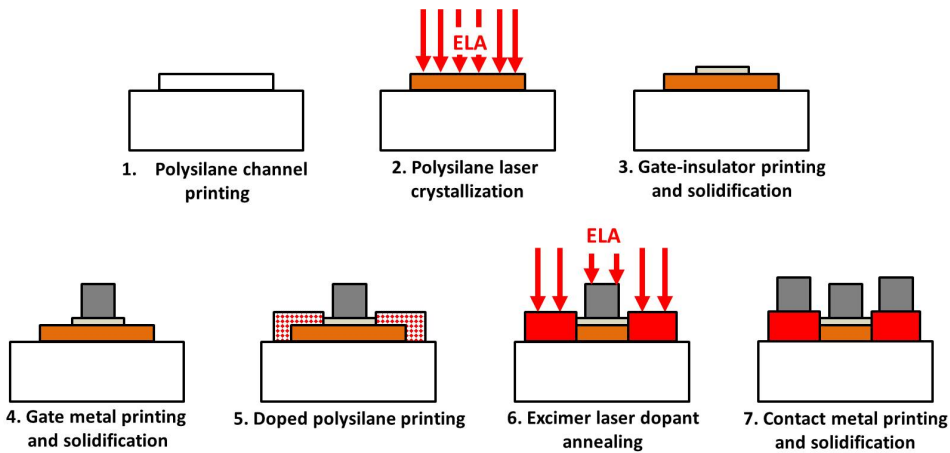 ELA
1. Polysilane channel
printing
2. Polysilane laser
crystallization
3. Gate-insulator printing
and solidification
ELA
4. Gate metal printing
and solidification
5. Doped polysilane printing
6. Excimer laser dopant
annealing
7. Contact metal printing
and solidification